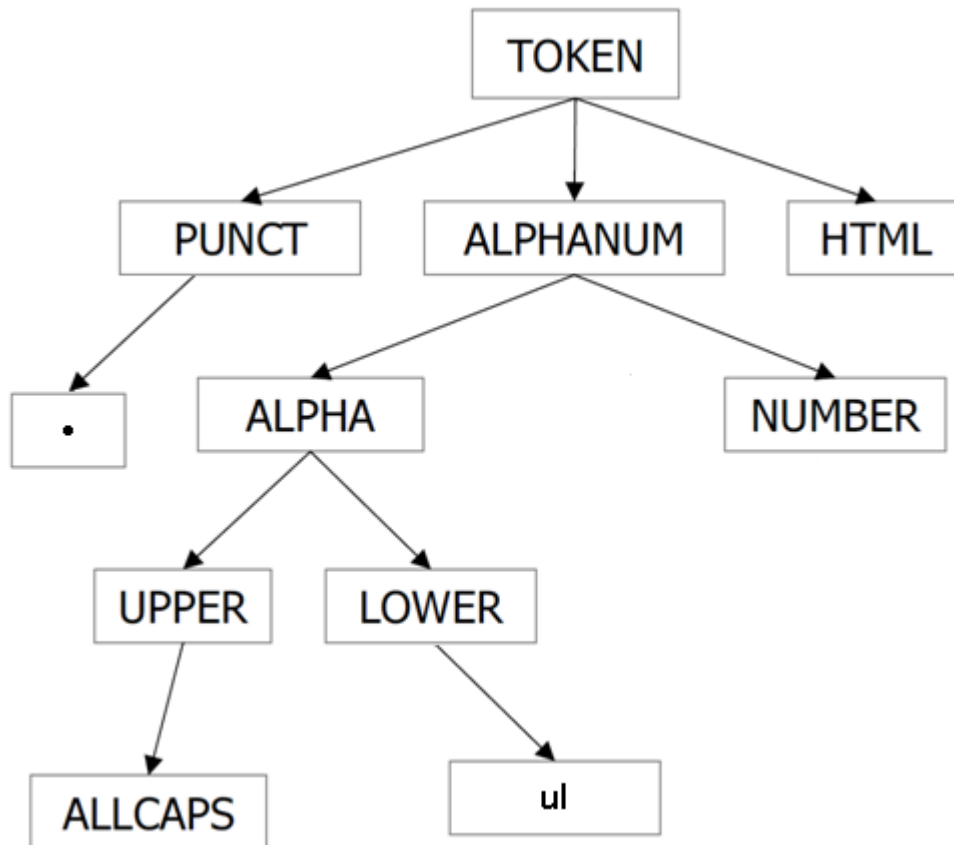 TOKEN
PUNCT ALPHANUM HTML
• ALPHA NUMBER
UPPER LOWER
ALLCAPS ul